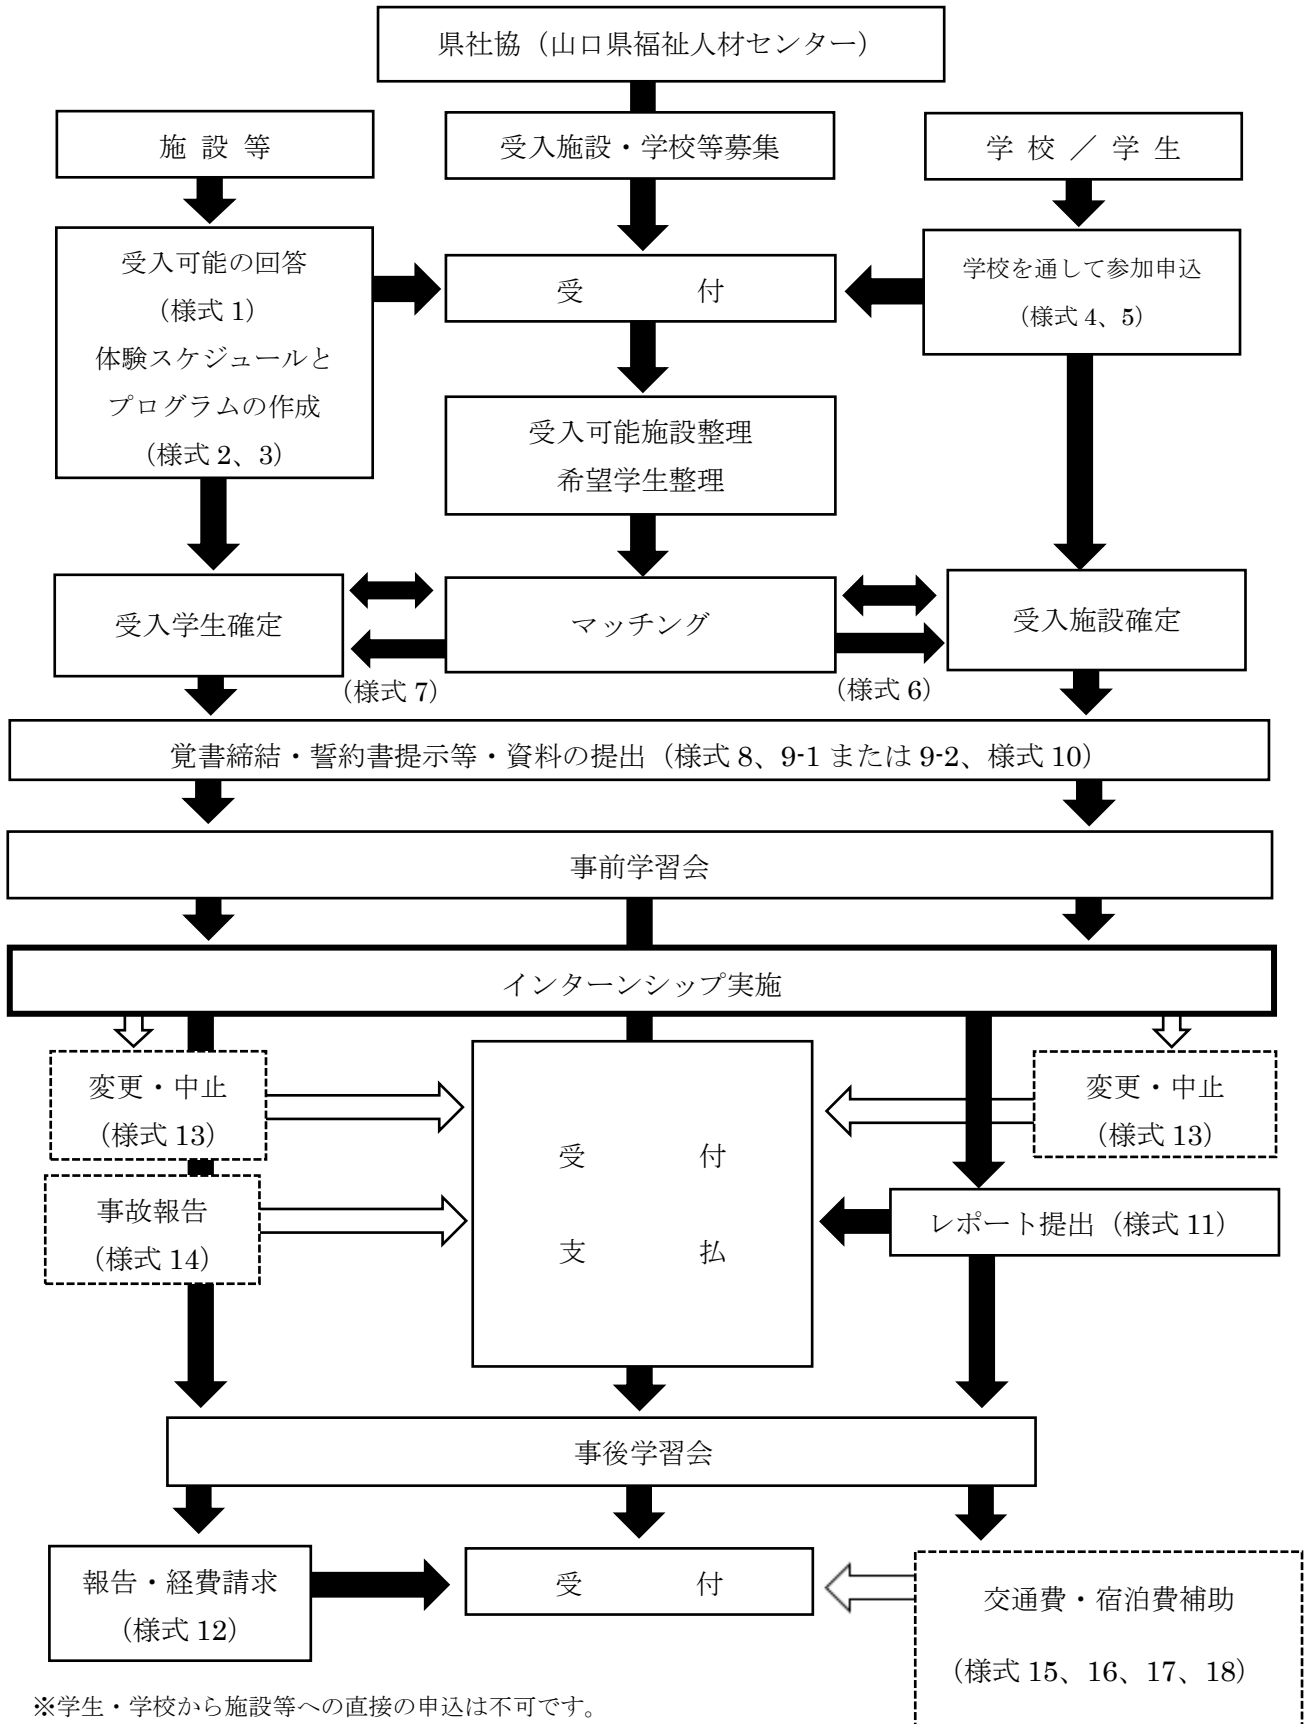 県社協（山口県福祉人材センター）
施 設 等
受入施設・学校等募集
学 校 ／ 学 生
受入可能の回答
（様式 1）
体験スケジュールと
プログラムの作成
（様式 2、3）
受　　　付
学校を通して参加申込
（様式 4、5）
受入可能施設整理
希望学生整理
受入学生確定
マッチング
受入施設確定
（様式 7）
（様式 6）
覚書締結・誓約書提示等・資料の提出（様式 8、9-1 または 9-2、様式 10）
事前学習会
インターンシップ実施
変更・中止
（様式 13）
事故報告
（様式 14）
受　　　付
支　　　払
変更・中止
（様式 13）
レポート提出（様式 11）
事後学習会
報告・経費請求
（様式 12）
受　　　付
交通費・宿泊費補助
（様式 15、16、17、18）
※学生・学校から施設等への直接の申込は不可です。